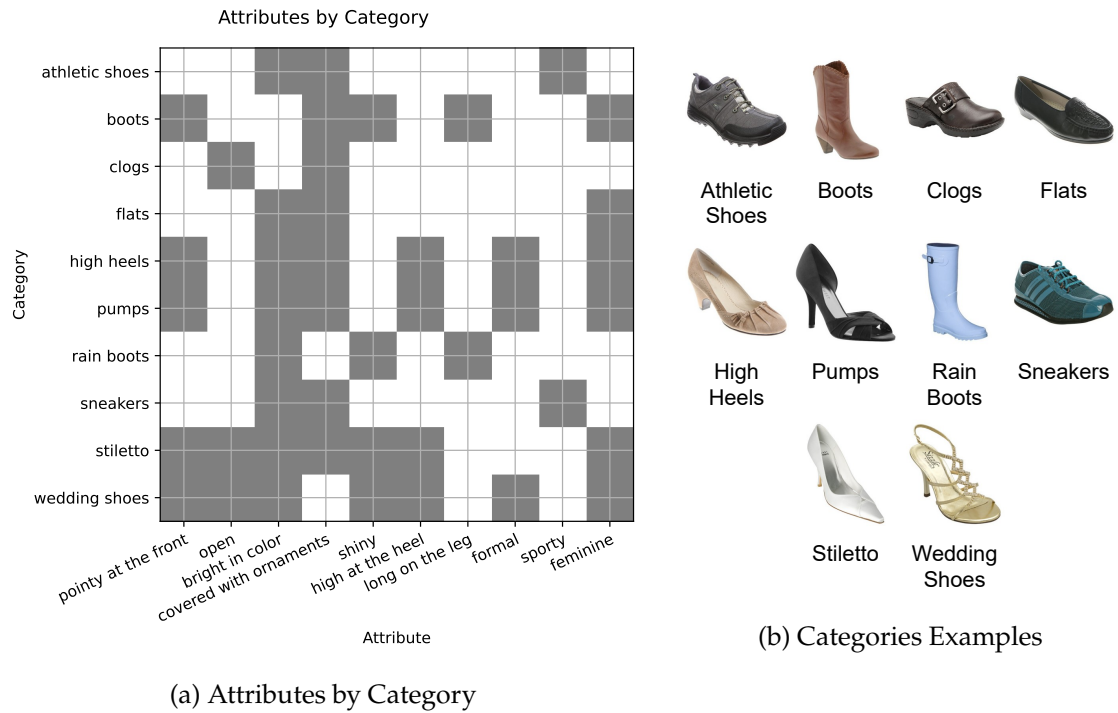 Attributes by Category
Category
athletic shoes
boots
clogs
flats
high heels
pumps
rain boots
sneakers
stiletto
wedding shoes
pointy at the front
open
bright in color
covered with ornaments
shiny
high at the heel
long on the leg
formal
sporty
feminine
Attribute
(a) Attributes by Category
Athletic
Shoes
Boots
Clogs
Flats
High
Heels
Pumps
Rain
Boots
Sneakers
Stiletto
Wedding
Shoes
(b) Categories Examples